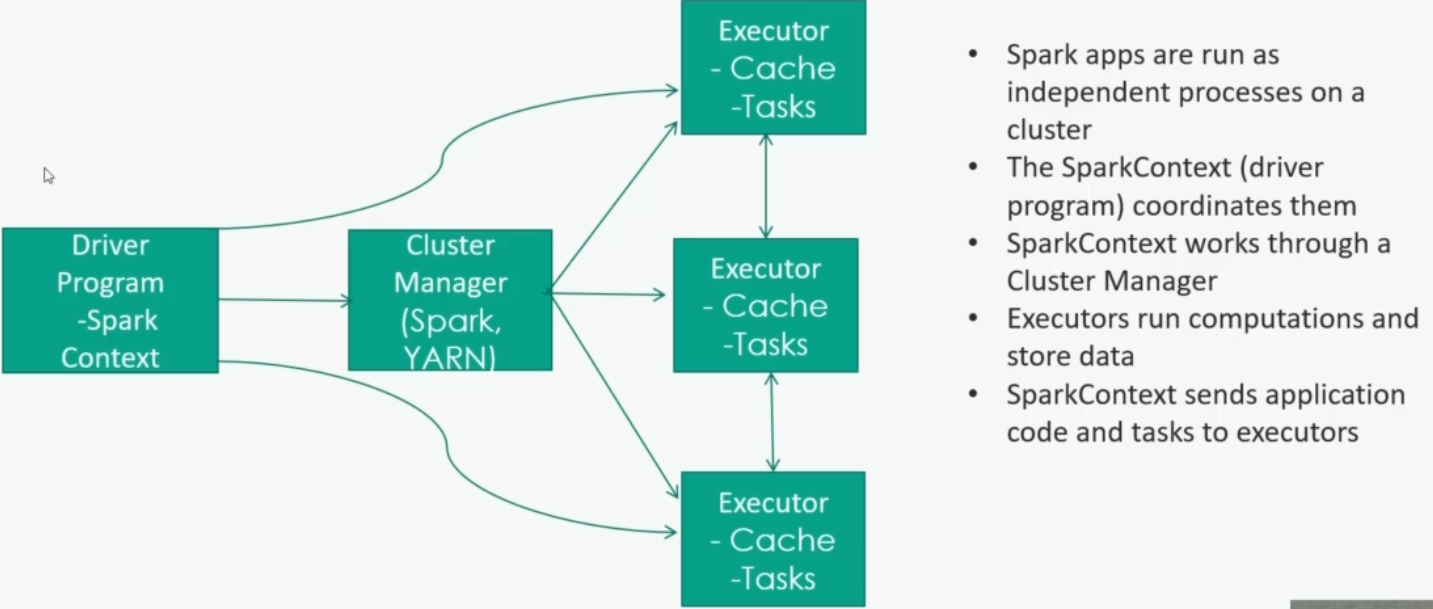 Executor
- Cache
-Tasks
Driver
Program
-Spark
Context
Cluster
Manager
(Spark,
YARN)
Executor
- Cache
-Tasks
Executor
- Cache
-Tasks
• Spark apps are run as
independent processes on a
cluster
• The SparkContext (driver
program) coordinates them
• SparkContext works through a
Cluster Manager
• Executors run computations and
store data
• SparkContext sends application
code and tasks to executors